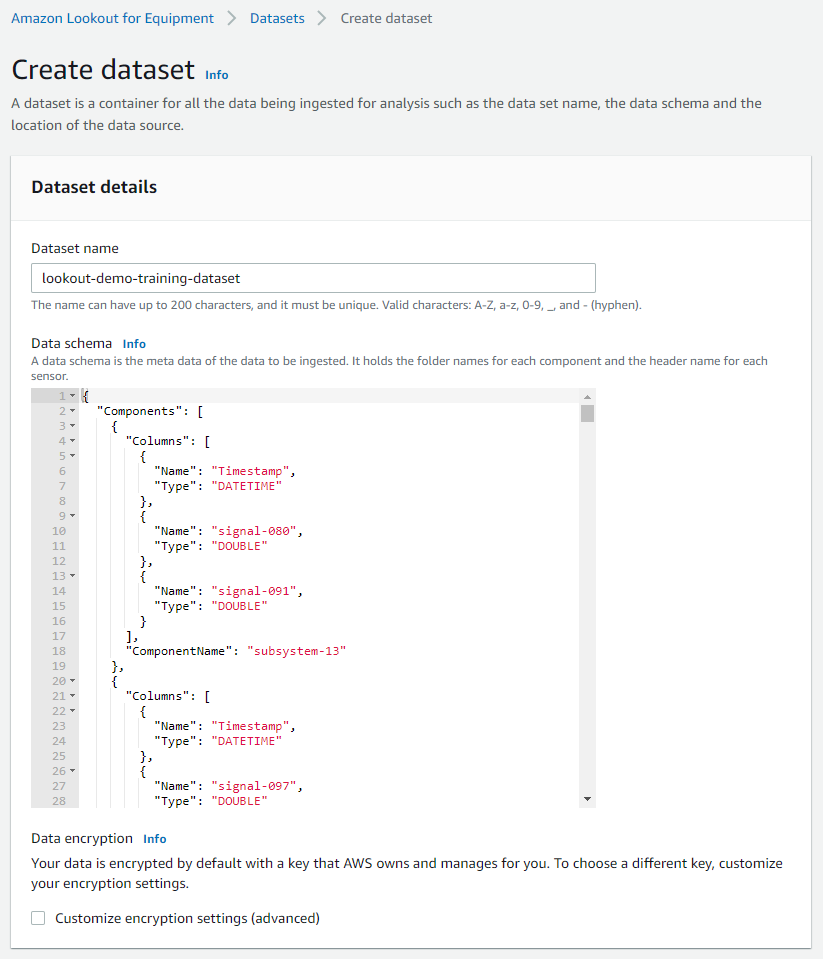 Amazon Lookout for Equipment > Datasets > Create dataset
Create dataset Info
A dataset is a container for all the data being ingested for analysis such as the data set name, the data schema and the
location of the data source.
Dataset details
Dataset name
lookout-demo-training-dataset
The name can have up to 200 characters, and it must be unique. Valid characters: A-Z, a-z, 0-9, _, and - (hyphen).
Data schema Info
A data schema is the meta data of the data to be ingested. It holds the folder names for each component and the header name for each
sensor.
1 {
2 "Components": [
3 {
4 "Columns": [
5 {
6 "Name": "Timestamp",
7 "Type": "DATETIME"
8 },
9 {
10 "Name": "signal-080",
11 "Type": "DOUBLE"
12 },
13 {
14 "Name": "signal-091",
15 "Type": "DOUBLE"
16 }
17 ],
18 "ComponentName": "subsystem-13"
19 },
20 {
21 "Columns": [
22 {
23 "Name": "Timestamp",
24 "Type": "DATETIME"
25 },
26 {
27 "Name": "signal-097",
28 "Type": "DOUBLE"
Data encryption Info
Your data is encrypted by default with a key that AWS owns and manages for you. To choose a different key, customize
your encryption settings.
Customize encryption settings (advanced)